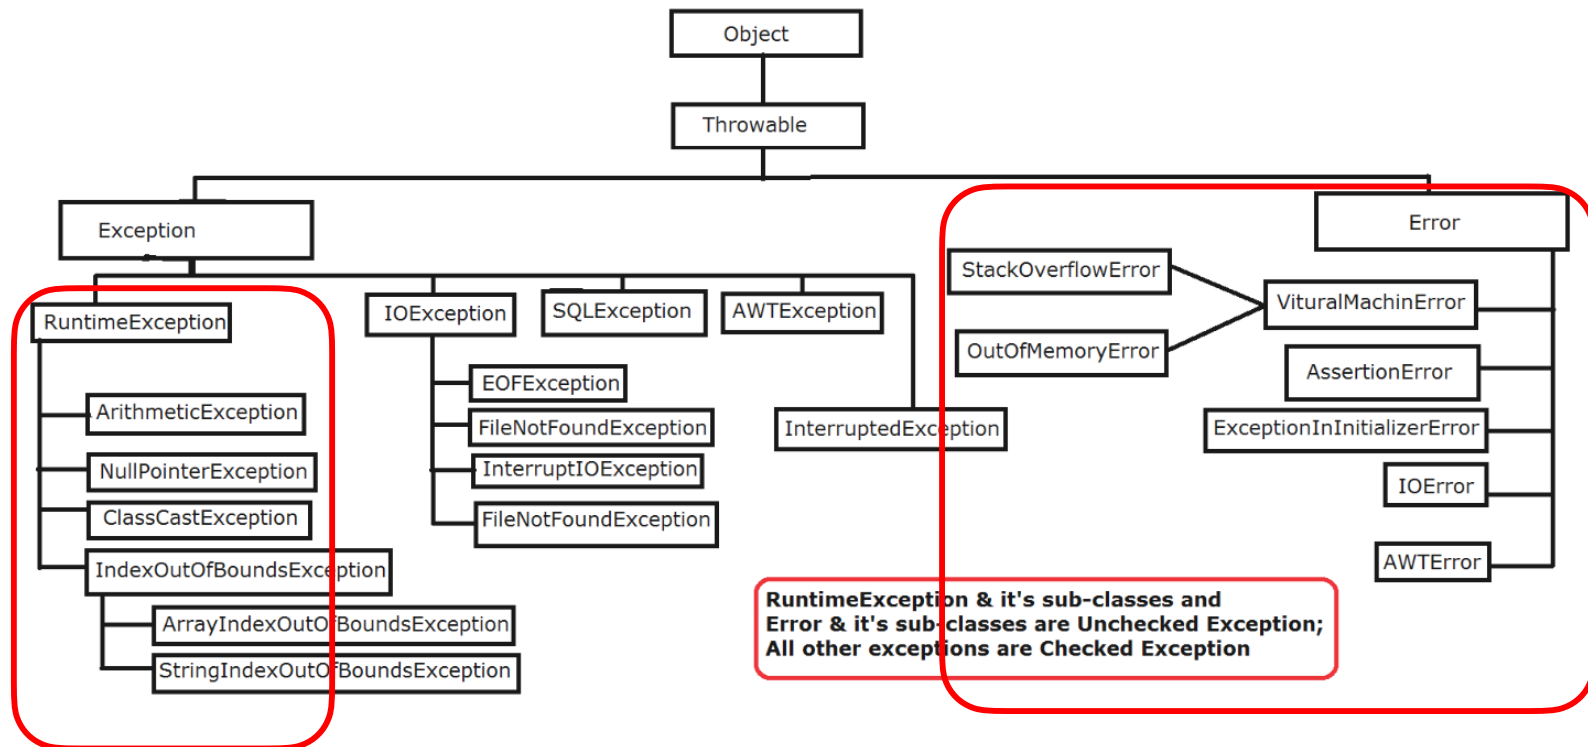 Object
Throwable
Exception
Error
StackOverflowError
VituralMachinError
OutOfMemoryError
AssertionError
ExceptionInInitializerError
IOError
AWTError
RuntimeException
IOException
SQLException
AWTException
EOFException
ArithmeticException
FileNotFoundException
InterruptedException
NullPointerException
InterruptIOException
ClassCastException
FileNotFoundException
IndexOutOfBoundsException
ArrayIndexOutOfBoundsException
StringIndexOutOfBoundsException
RuntimeException & it's sub-classes and
Error & it's sub-classes are Unchecked Exception;
All other exceptions are Checked Exception